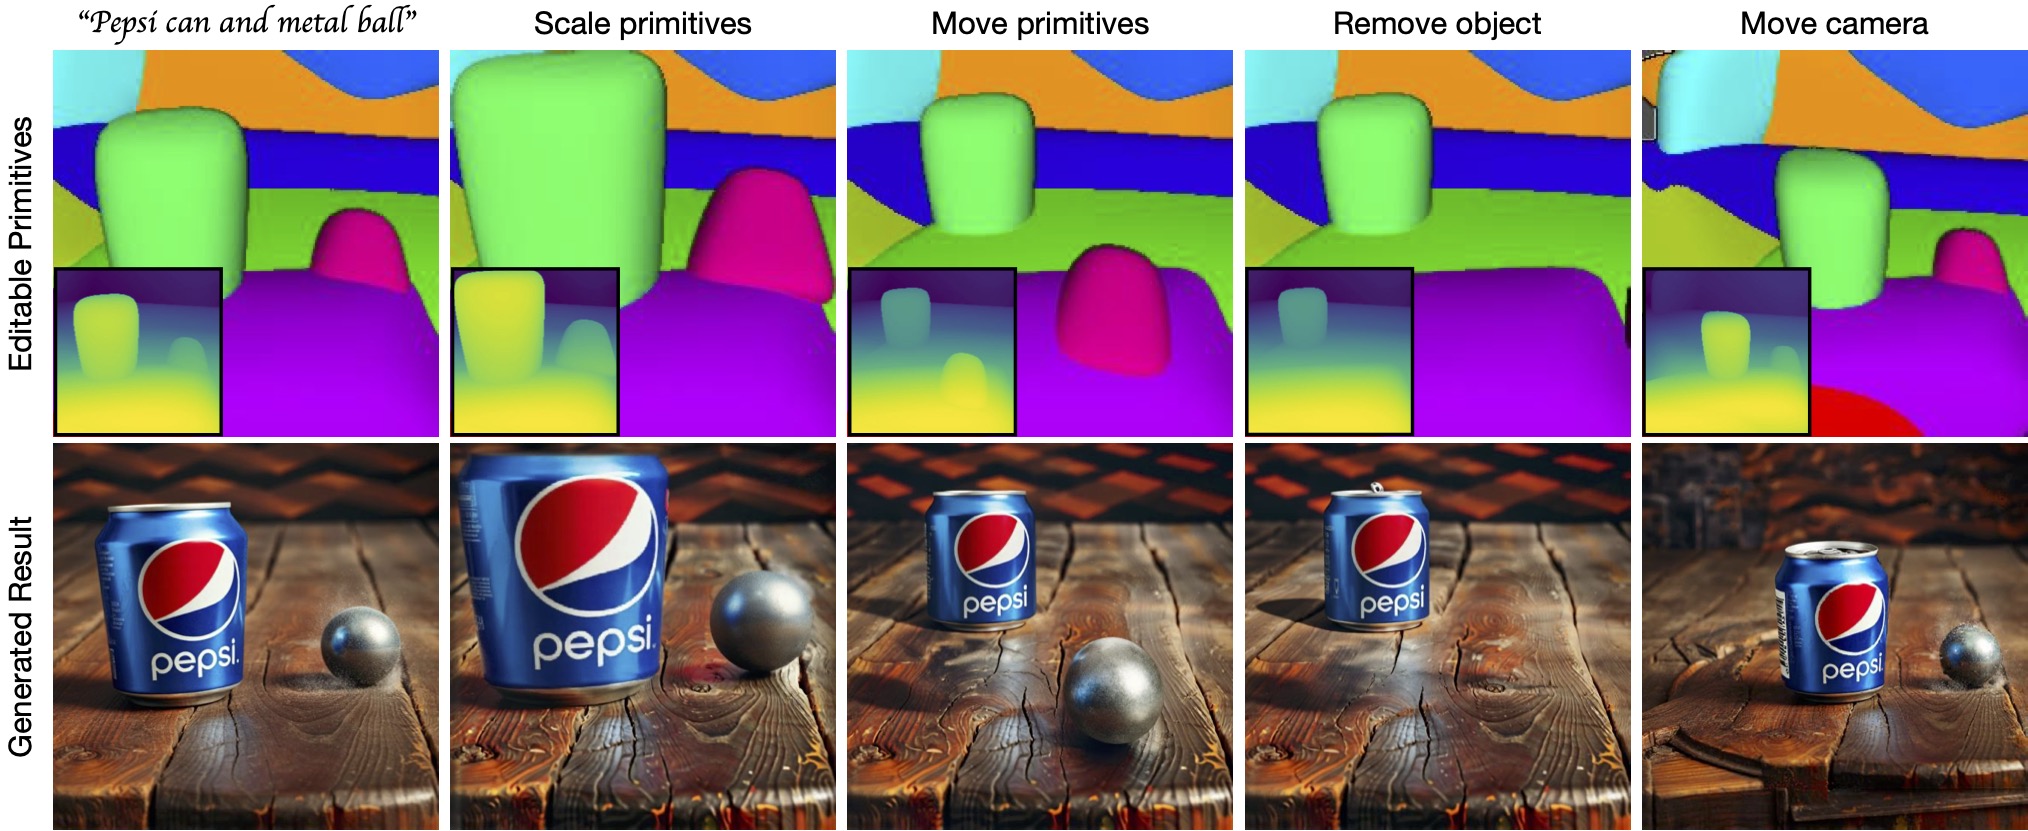 “Pepsi can and metal ball”
Scale primitives
Move primitives
Remove object
Move camera
Editable Primitives
Generated Result
pepsi.
pepsi.
pepsi
pepsi
pepsi